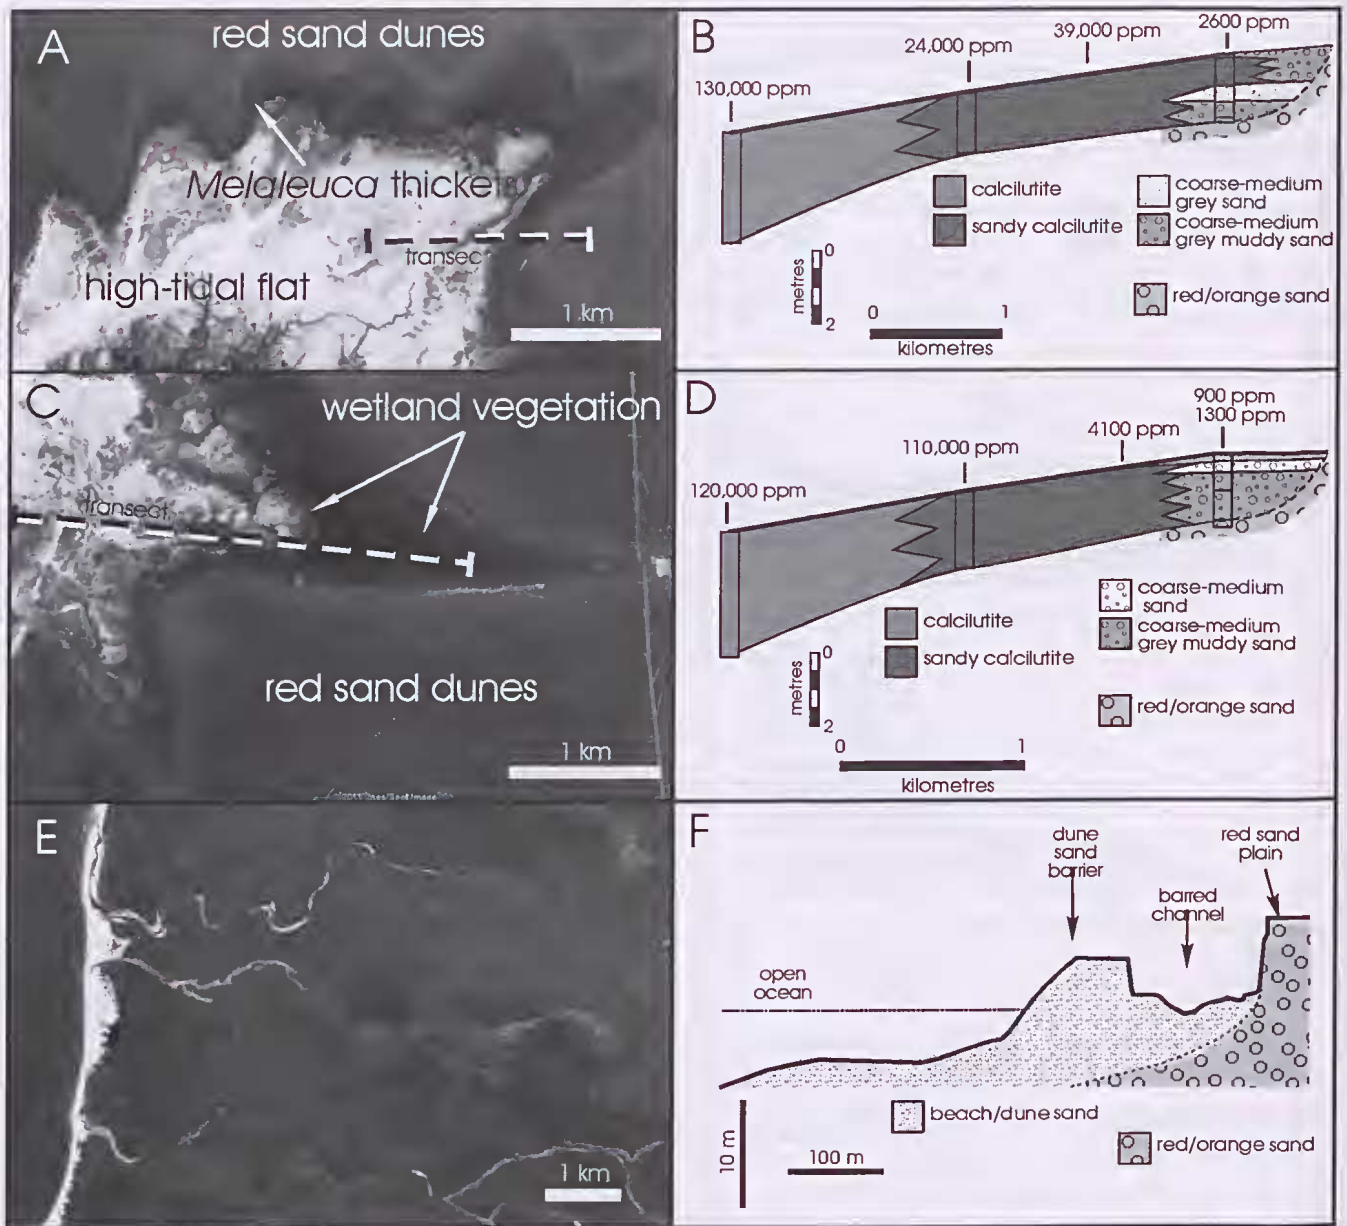 A
red sand dunes
Melaleuca thickets
transec
high-tidal flat
1 km
B
2600 ppm
39,000 ppm
24,000 ppm
130,000 ppm
calcilutite
sandy calcilutite
coarse-medium
grey sand
coarse-medium
grey muddy sand
red/orange sand
metres
0
2
0
1
kilometres
C
wetland vegetation
transect
red sand dunes
1 km
D
900 ppm
1300 ppm
4100 ppm
110,000 ppm
120,000 ppm
calcilutite
sandy calcilutite
coarse-medium
sand
coarse-medium
grey muddy sand
red/orange sand
metres
0
2
0
1
kilometres
E
1 km
F
dune
sand
barrier
red sand
plain
barred
channel
open
ocean
beach/dune sand
red/orange sand
10 m
100 m